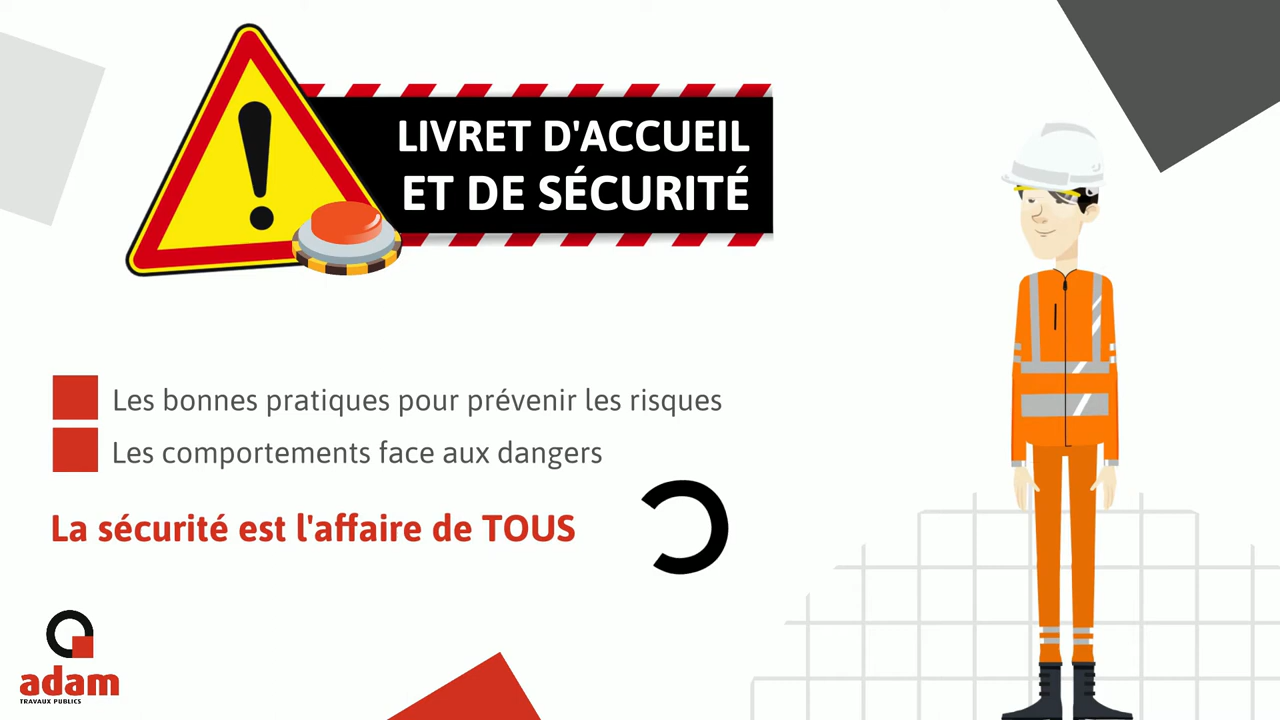 LIVRET D'ACCUEIL
ET DE SÉCURITÉ
Les bonnes pratiques pour prévenir les risques
Les comportements face aux dangers
La sécurité est l'affaire de TOUS
adam
TRAVAUX PUBLICS